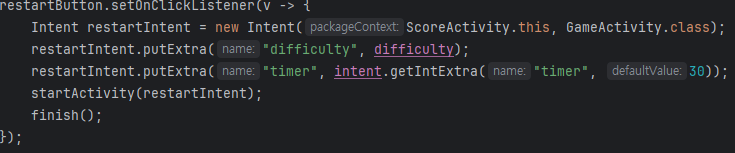 restartButton.setOnClickListener(v -> {
    Intent restartIntent = new Intent( packageContext: ScoreActivity.this, GameActivity.class);
    restartIntent.putExtra( name: "difficulty", difficulty);
    restartIntent.putExtra( name: "timer", intent.getIntExtra( name: "timer", defaultValue: 30));
    startActivity(restartIntent);
    finish();
});